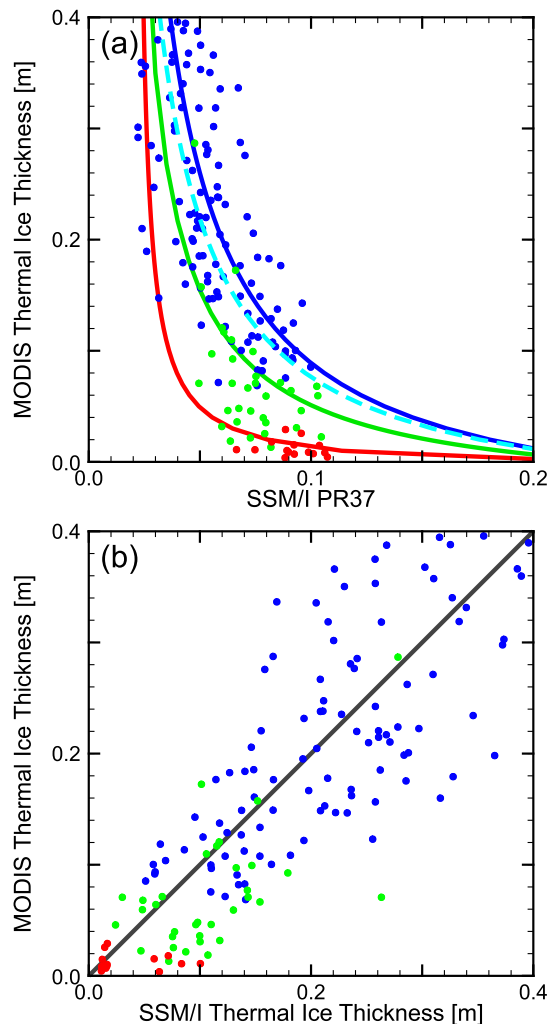 0.4
(a)
MODIS Thermal Ice Thickness [m]
0.2
0.0
0.0 0.1 0.2
SSM/I PR37
0.4
(b)
MODIS Thermal Ice Thickness [m]
0.2
0.0
0.0 0.2 0.4
SSM/I Thermal Ice Thickness [m]